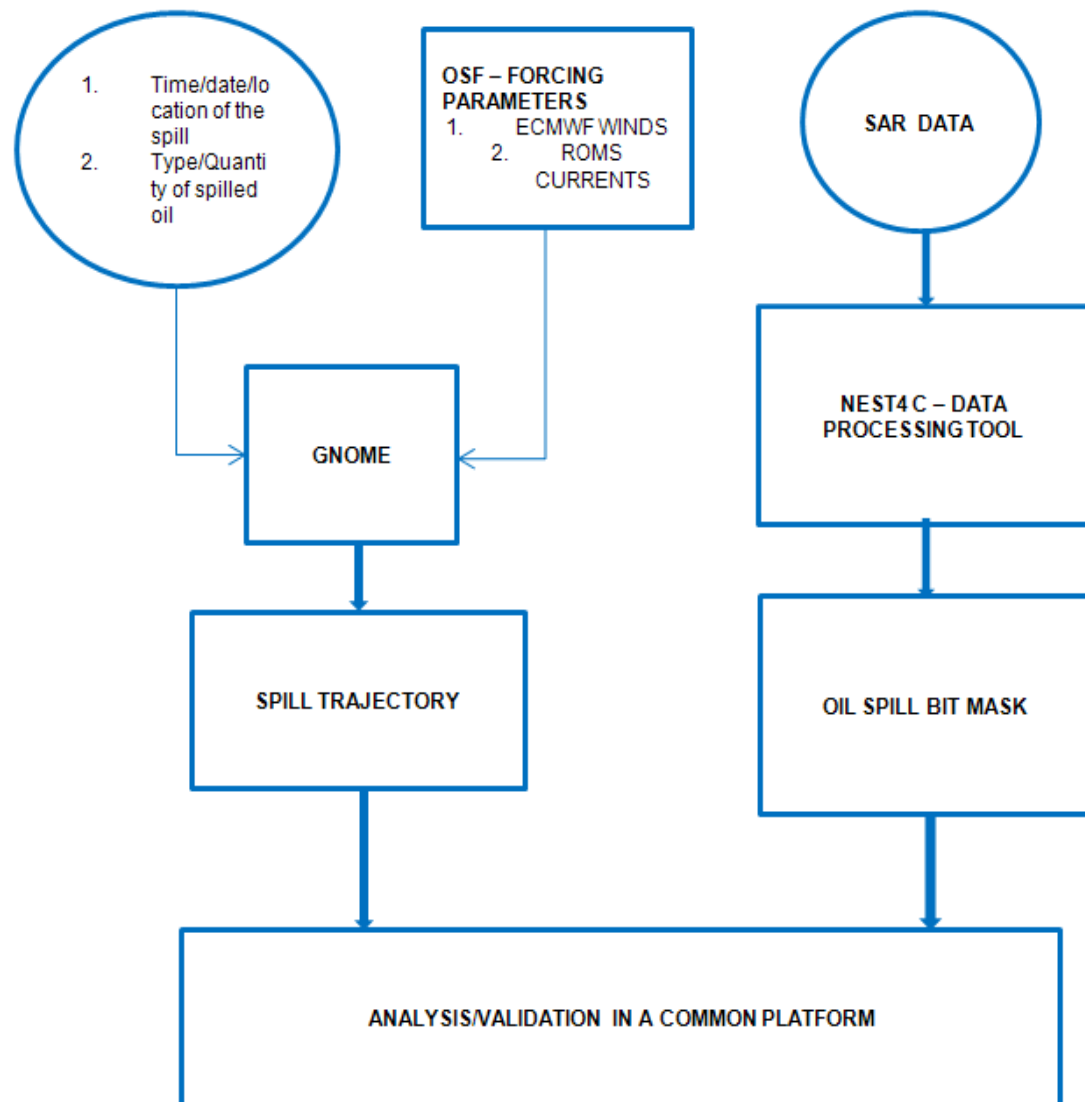 1. Time/date/lo
cation of the
spill
2. Type/Quanti
ty of spilled
oil
OSF – FORCING
PARAMETERS
1. ECMWF WINDS
2. ROMS
CURRENTS
SAR DATA
GNOME
NEST4 C – DATA
PROCESSING TOOL
SPILL TRAJECTORY
OIL SPILL BIT MASK
ANALYSIS/VALIDATION IN A COMMON PLATFORM